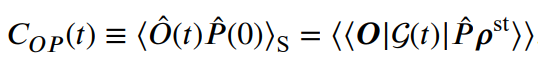 C_{OP}(t) ≡ ⟨Ô(t)P̂(0)⟩_S = ⟨⟨𝑶|𝒢(t)|P̂𝝆^{st}⟩⟩